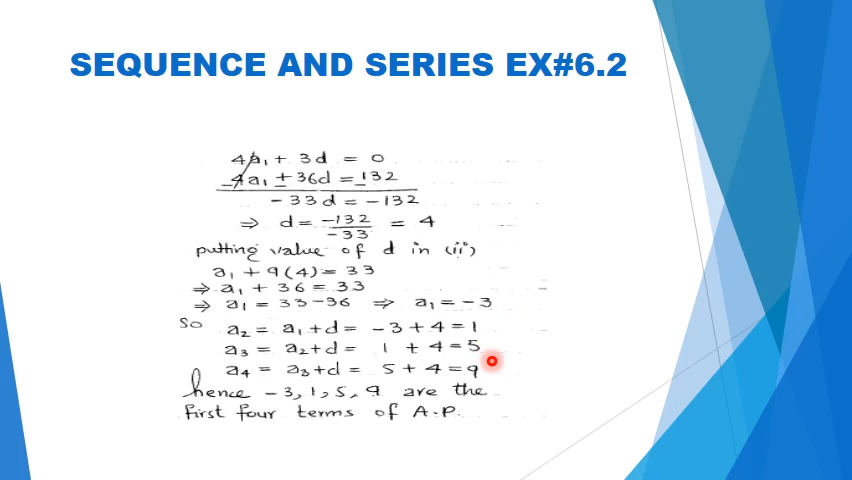 SEQUENCE AND SERIES EX#6.2
4a₁ + 3d = 0
-4a₁ ± 36d = -132
-33d = -132
⇒ d = -132/-33 = 4
putting value of d in (ii)
a₁ + 9(4) = 33
⇒ a₁ + 36 = 33
⇒ a₁ = 33-36 ⇒ a₁ = -3
So a₂ = a₁+d = -3+4 = 1
a₃ = a₂+d = 1+4 = 5
a₄ = a₃+d = 5+4 = 9
hence -3, 1, 5, 9 are the
first four terms of A.P.